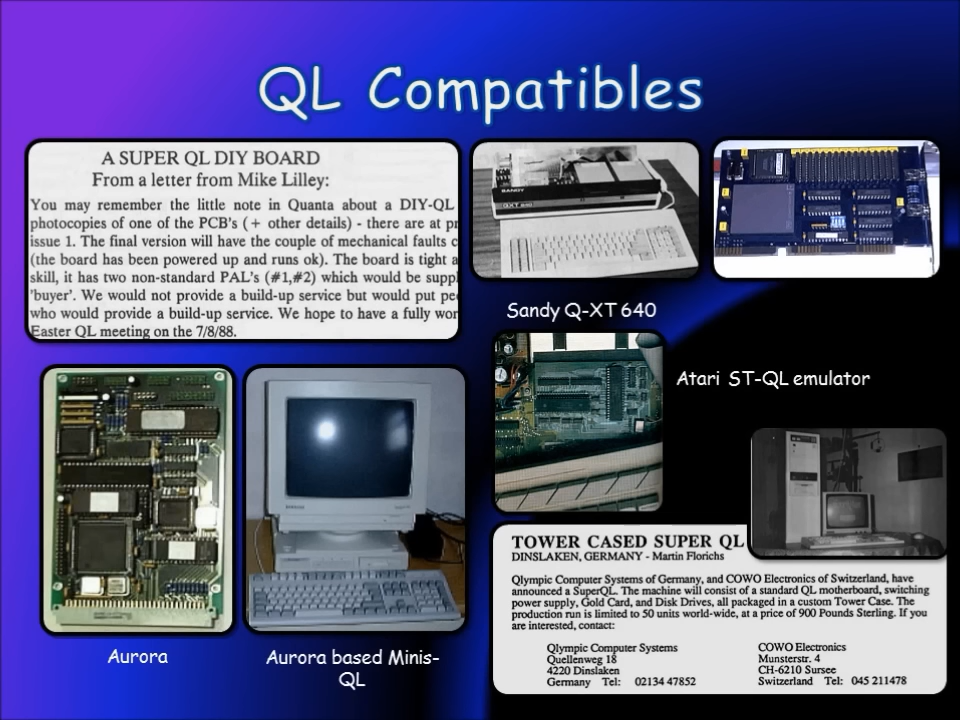 QL Compatibles
A SUPER QL DIY BOARD
From a letter from Mike Lilley:
You may remember the little note in Quanta about a DIY-QL
photocopies of one of the PCB's (+ other details) - there are at pr
issue 1. The final version will have the couple of mechanical faults c
(the board has been powered up and runs ok). The board is tight a
skill, it has two non-standard PAL's (#1,#2) which would be suppl
'buyer'. We would not provide a build-up service but would put pe
who would provide a build-up service. We hope to have a fully wor
Easter QL meeting on the 7/8/88.
SANDY
QXT 640
Sandy Q-XT 640
Atari ST-QL emulator
Aurora
Aurora based Minis-
QL
TOWER CASED SUPER QL
DINSLAKEN, GERMANY - Martin Florichs
Qlympic Computer Systems of Germany, and COWO Electronics of Switzerland, have
announced a SuperQL. The machine will consist of a standard QL motherboard, switching
power supply, Gold Card, and Disk Drives, all packaged in a custom Tower Case. The
production run is limited to 50 units world-wide, at a price of 900 Pounds Sterling. If you
are interested, contact:
Qlympic Computer Systems
Quellenweg 18
4220 Dinslaken
Germany Tel: 02134 47852
COWO Electronics
Munsterstr. 4
CH-6210 Sursee
Switzerland Tel: 045 211478